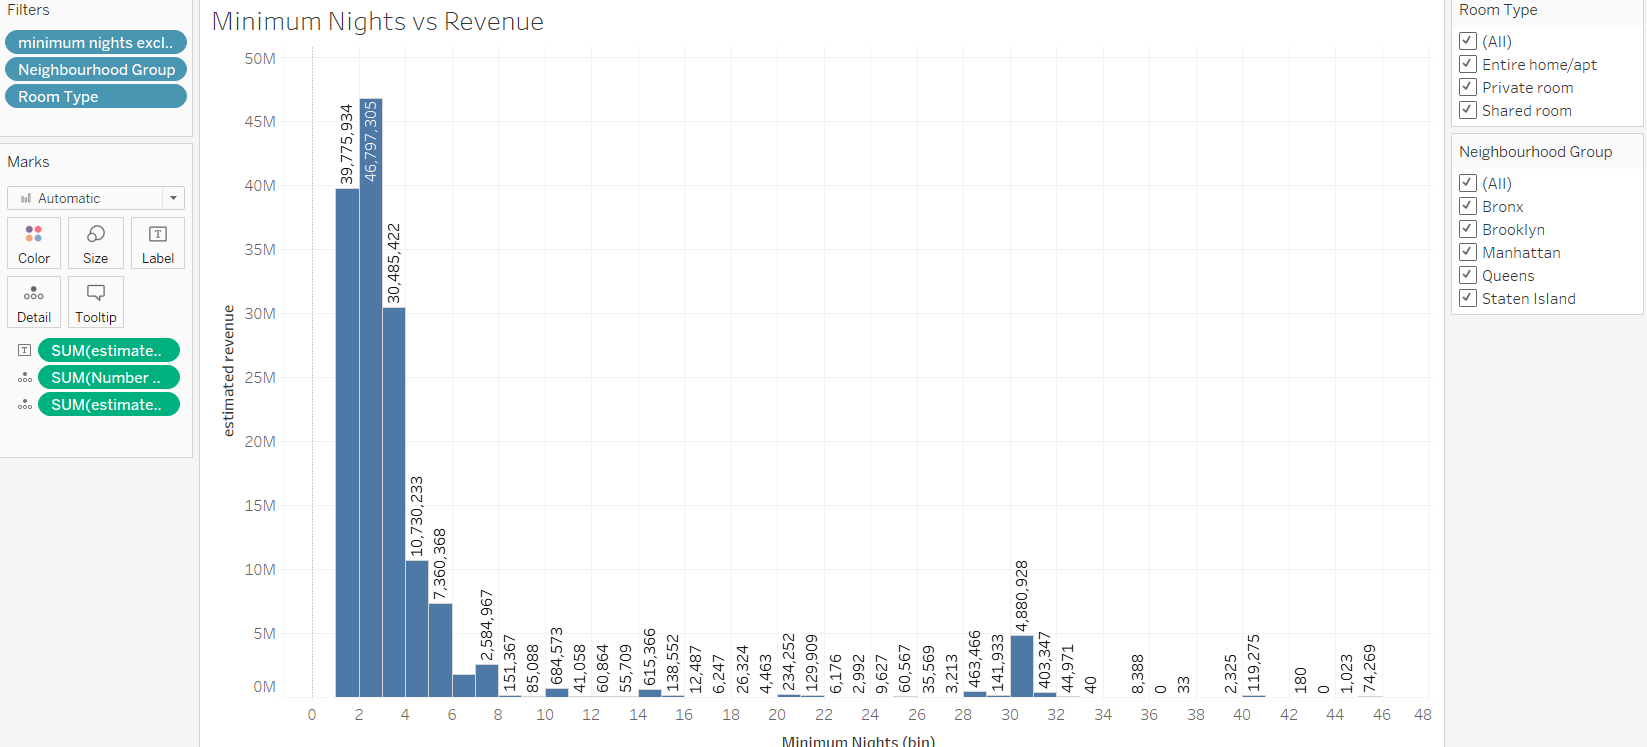 Filters
minimum nights excl..
Neighbourhood Group
Room Type
Marks
Automatic
Color
Size
T
Label
Detail
Tooltip
T
SUM(estimate..
SUM(Number ..
SUM(estimate..
Minimum Nights vs Revenue
estimated revenue
50M
45M
40M
35M
30M
25M
20M
15M
10M
5M
0M
39,775,934
46,797,305
30,485,422
10,730,233
7,360,368
2,584,967
151,367
85,088
684,573
41,058
60,864
55,709
615,366
138,552
12,487
6,247
26,324
4,463
234,252
129,909
6,176
2,992
9,627
60,567
35,569
3,213
463,466
141,933
4,880,928
403,347
44,971
40
8,388
0
33
2,325
119,275
180
0
1,023
74,269
0 2 4 6 8 10 12 14 16 18 20 22 24 26 28 30 32 34 36 38 40 42 44 46 48
Minimum Nights (bin)
Room Type
(All)
Entire home/apt
Private room
Shared room
Neighbourhood Group
(All)
Bronx
Brooklyn
Manhattan
Queens
Staten Island